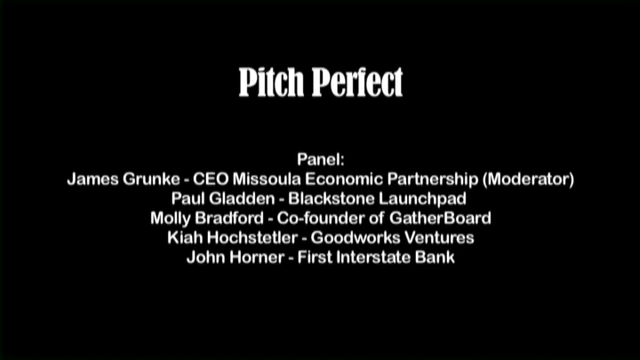 Pitch Perfect
Panel:
James Grunke - CEO Missoula Economic Partnership (Moderator)
Paul Gladden - Blackstone Launchpad
Molly Bradford - Co-founder of GatherBoard
Kiah Hochstetler - Goodworks Ventures
John Horner - First Interstate Bank